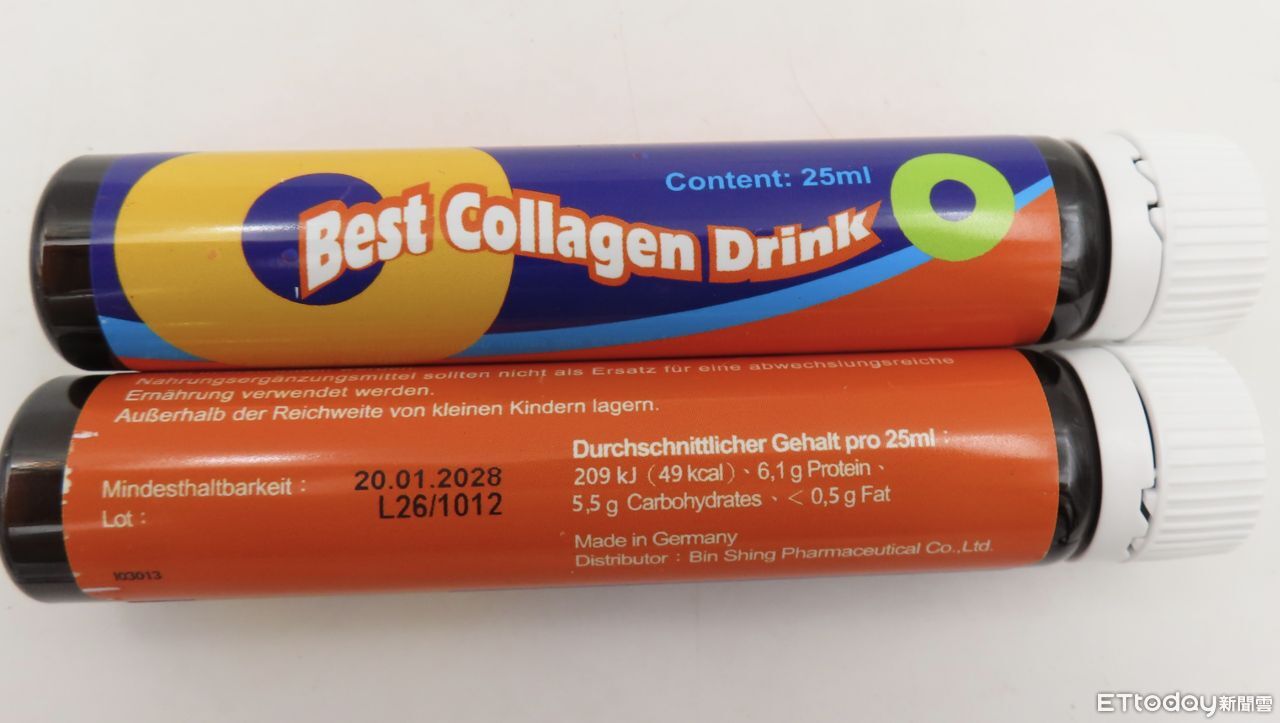 Content: 25ml
Best Collagen Drink
Nahrungsergänzungsmittel sollten nicht als Ersatz für eine abwechslungsreiche
Ernährung verwendet werden.
Außerhalb der Reichweite von kleinen Kindern lagern.
Mindesthaltbarkeit： 20.01.2028
Lot： L26/1012
I03013
Durchschnittlicher Gehalt pro 25ml：
209 kJ（49 kcal）、6,1 g Protein、
5,5 g Carbohydrates、＜0,5 g Fat
Made in Germany
Distributor：Bin Shing Pharmaceutical Co.,Ltd.
ETtoday新聞雲